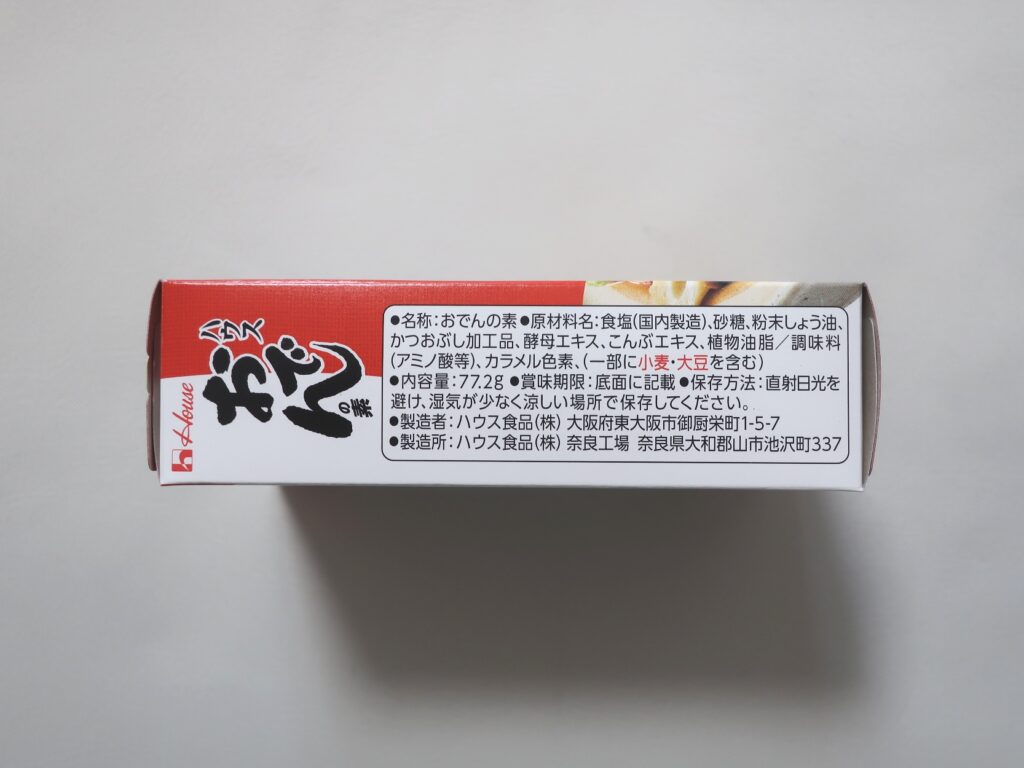 House
ハウス
おでん
の素
●名称:おでんの素●原材料名:食塩(国内製造)、砂糖、粉末しょう油、
かつおぶし加工品、酵母エキス、こんぶエキス、植物油脂/調味料
(アミノ酸等)、カラメル色素、(一部に小麦・大豆を含む)
●内容量:77.2g ●賞味期限:底面に記載 ●保存方法:直射日光を
避け、湿気が少なく涼しい場所で保存してください。
●製造者:ハウス食品(株) 大阪府東大阪市御厨栄町1-5-7
●製造所:ハウス食品(株) 奈良工場 奈良県大和郡山市池沢町337